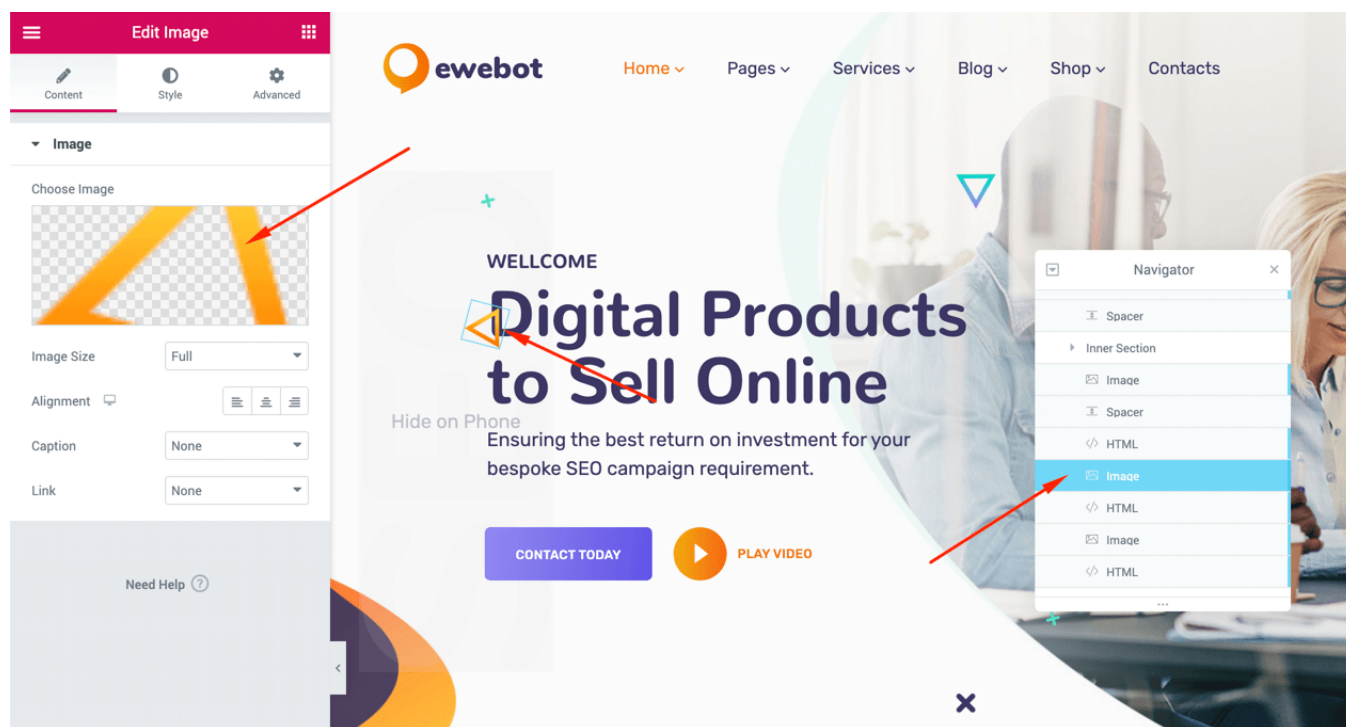 Edit Image
Content
Style
Advanced
Image
Choose Image
Image Size
Full
Alignment
Caption
None
Link
None
Need Help ?
ewebot
Home
Pages
Services
Blog
Shop
Contacts
WELLCOME
Digital Products
to Sell Online
Hide on Phone
Ensuring the best return on investment for your
bespoke SEO campaign requirement.
CONTACT TODAY
PLAY VIDEO
Navigator
Spacer
Inner Section
Image
Spacer
</> HTML
Image
</> HTML
Image
</> HTML